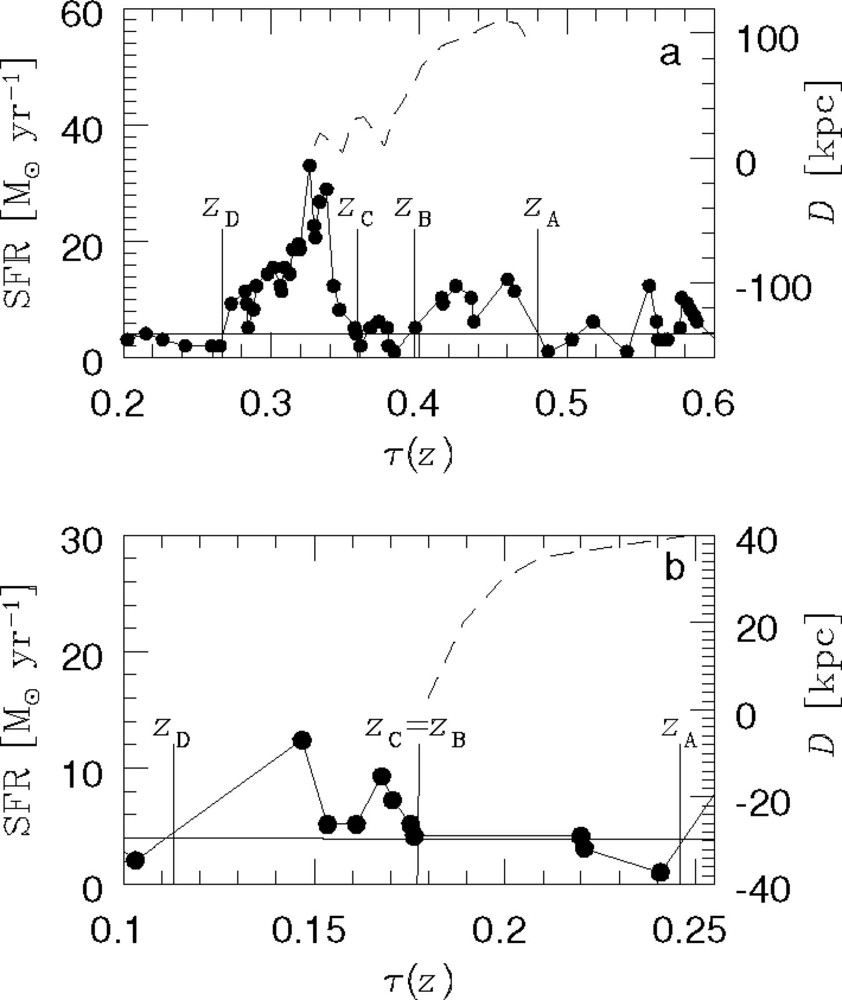 60
40
20
0
SFR [M⊙ yr−1]
100
0
-100
D [kpc]
a
zD
zC
zB
zA
0.2 0.3 0.4 0.5 0.6
τ(z)
30
20
10
0
SFR [M⊙ yr−1]
40
20
0
-20
-40
D [kpc]
b
zD
zC=zB
zA
0.1 0.15 0.2 0.25
τ(z)